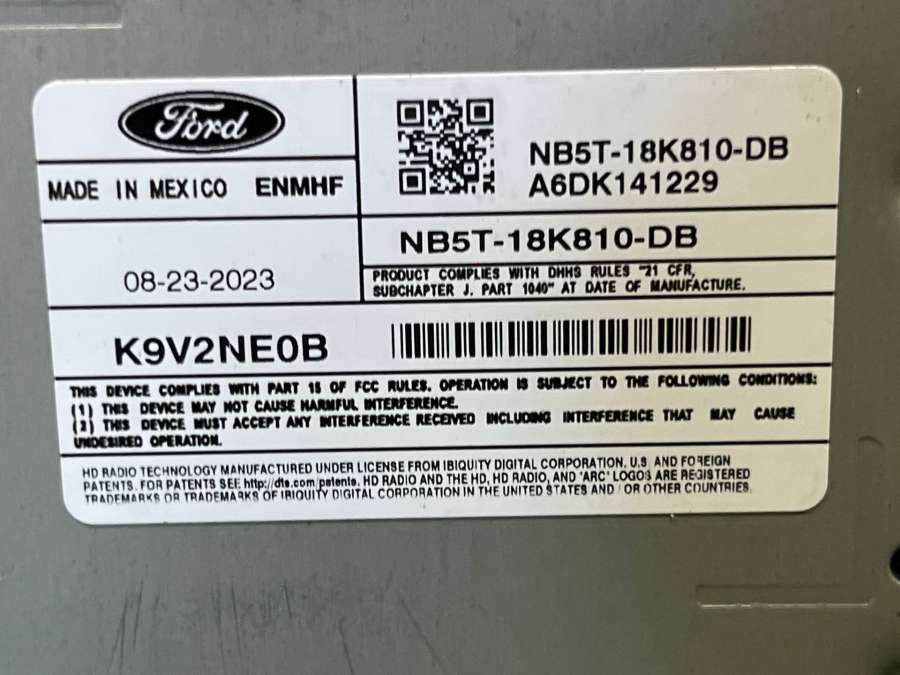 Ford
NB5T-18K810-DB
A6DK141229
MADE IN MEXICO ENMHF
NB5T-18K810-DB
08-23-2023
PRODUCT COMPLIES WITH DHHS RULES "21 CFR,
SUBCHAPTER J. PART 1040" AT DATE OF MANUFACTURE.
K9V2NE0B
THIS DEVICE COMPLIES WITH PART 15 OF FCC RULES. OPERATION IS SUBJECT TO THE FOLLOWING CONDITIONS:
(1) THIS DEVICE MAY NOT CAUSE HARMFUL INTERFERENCE.
(2) THIS DEVICE MUST ACCEPT ANY INTERFERENCE RECEIVED INCLUDING INTERFERENCE THAT MAY CAUSE
UNDESIRED OPERATION.
HD RADIO TECHNOLOGY MANUFACTURED UNDER LICENSE FROM IBIQUITY DIGITAL CORPORATION. U.S. AND FOREIGN
PATENTS. FOR PATENTS SEE http://dts.com/patents. HD RADIO AND THE HD, HD RADIO, AND "ARC" LOGOS ARE REGISTERED
TRADEMARKS OR TRADEMARKS OF IBIQUITY DIGITAL CORPORATION IN THE UNITED STATES AND / OR OTHER COUNTRIES.